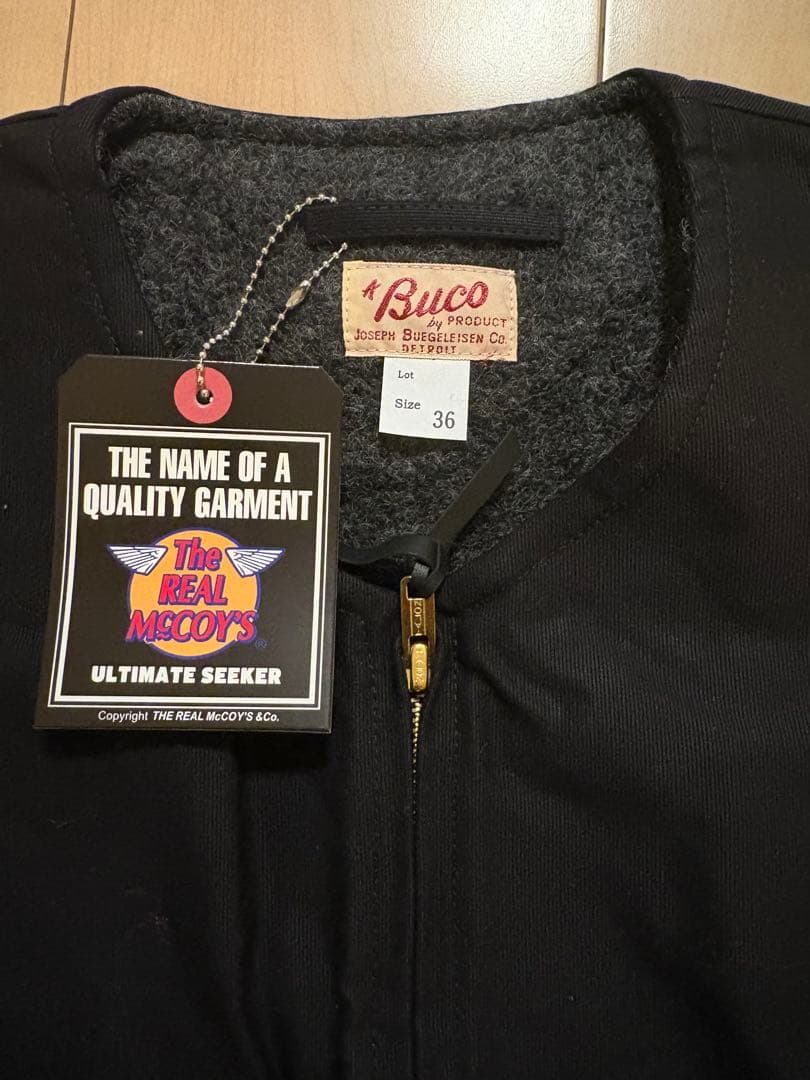 A Buco
by PRODUCT
JOSEPH BUEGELEISEN Co.
DETROIT
Lot
Size 36
THE NAME OF A
QUALITY GARMENT
The
REAL
McCOY'S®
ULTIMATE SEEKER
Copyright THE REAL McCOY'S &Co.